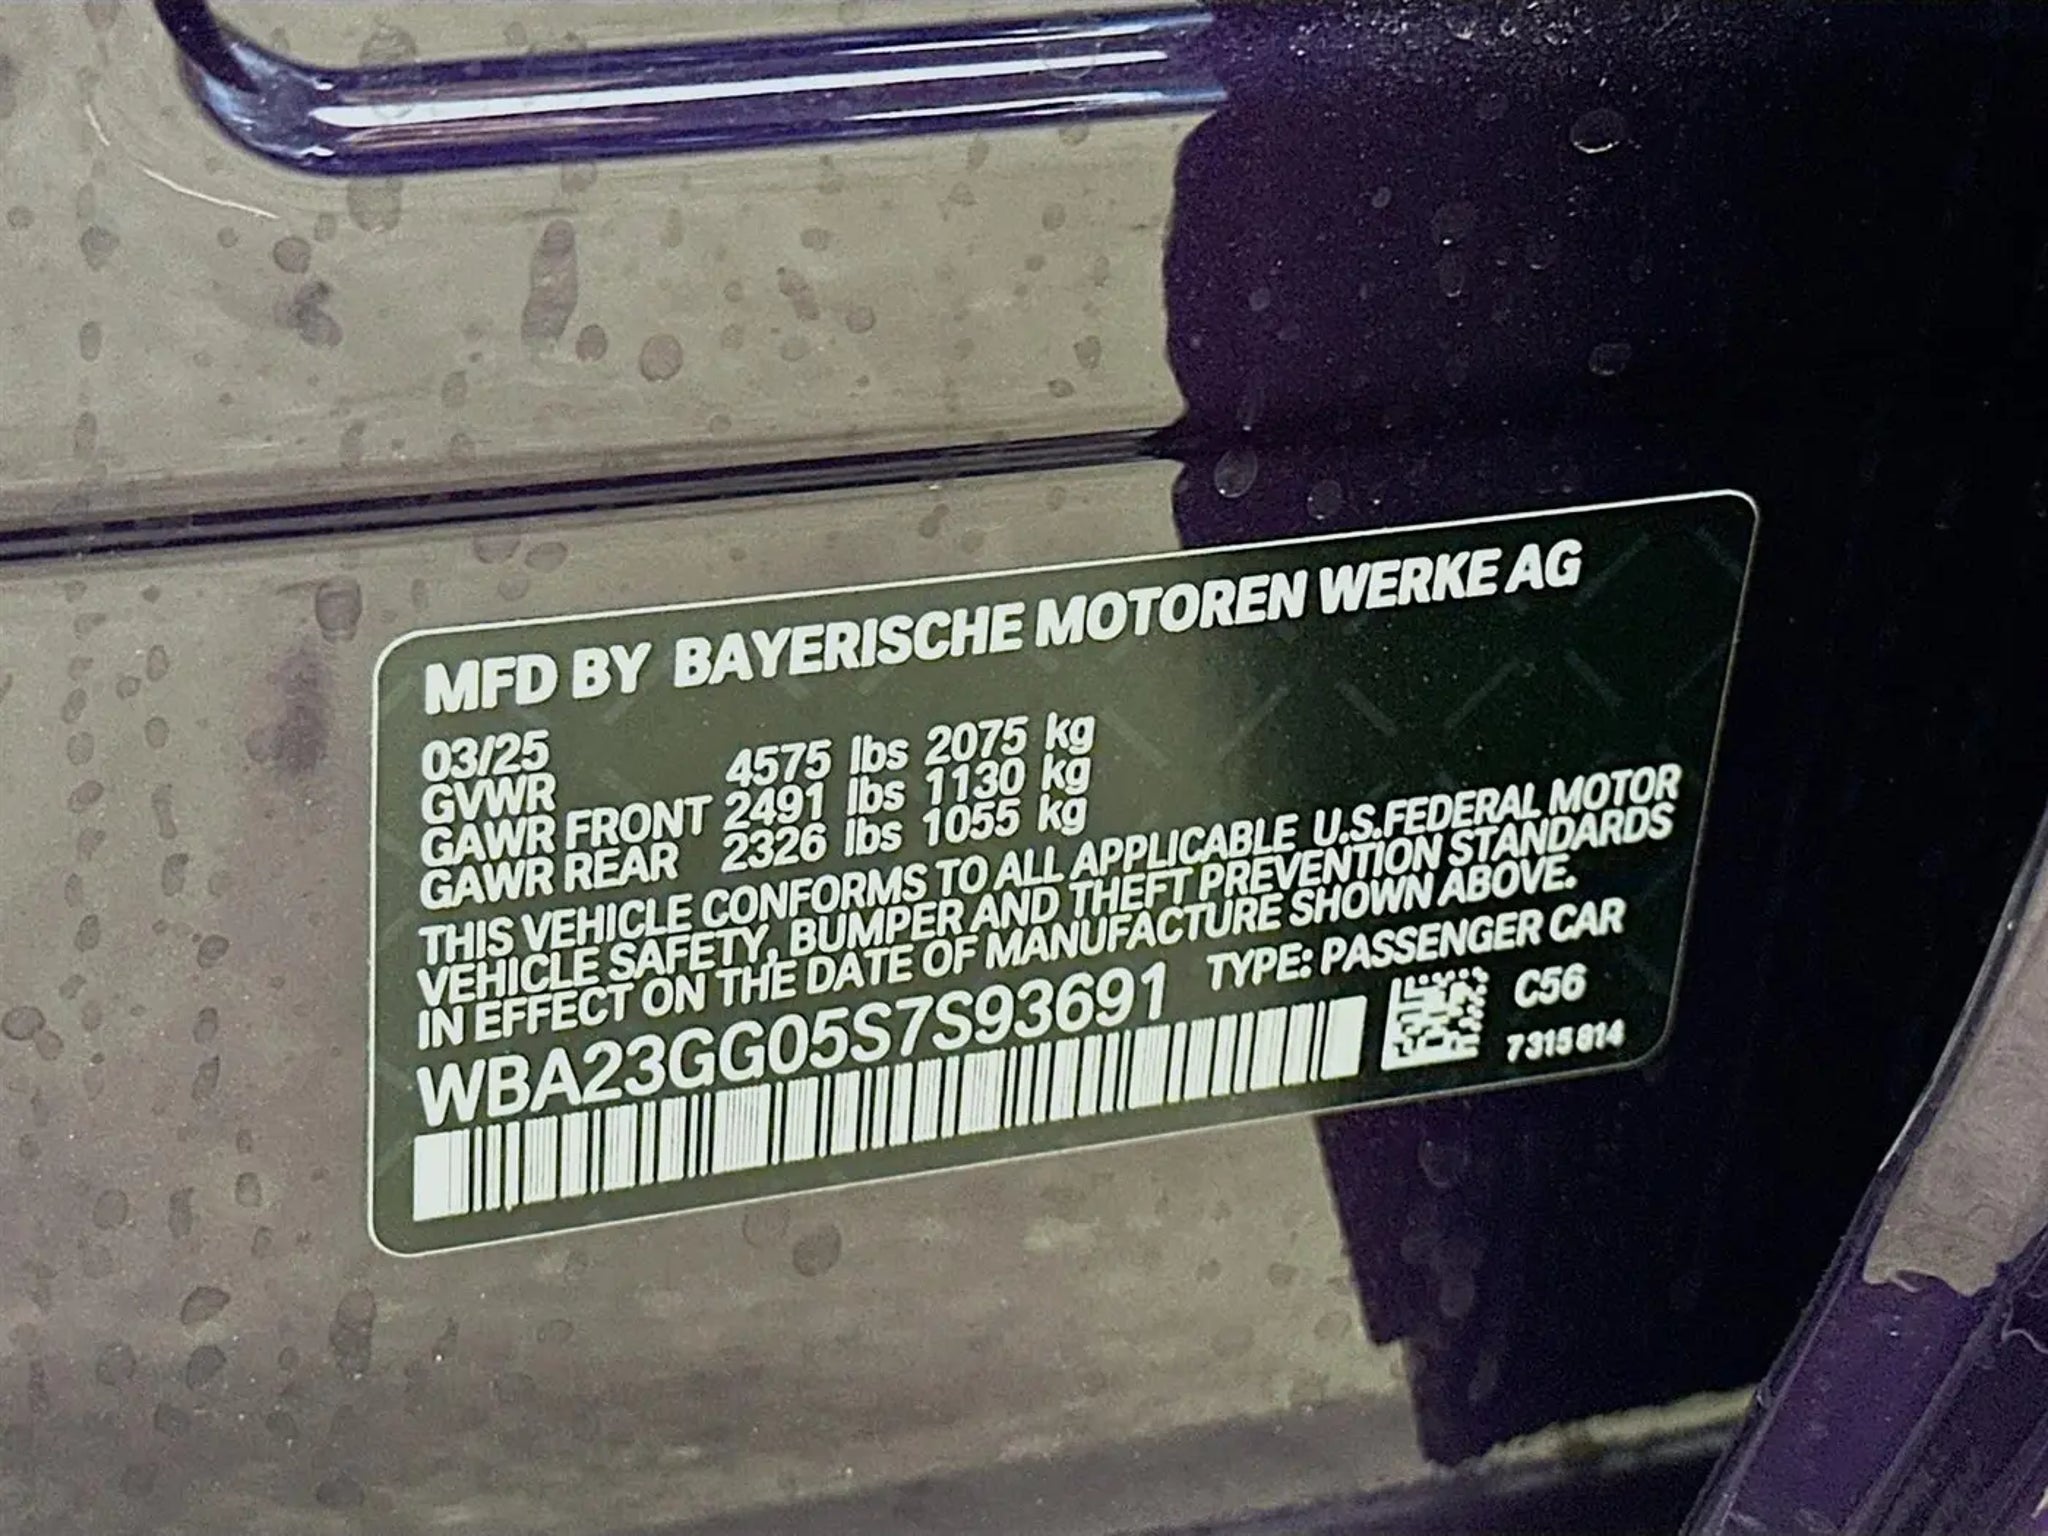 MFD BY BAYERISCHE MOTOREN WERKE AG
03/25
GVWR 4575 lbs 2075 kg
GAWR FRONT 2491 lbs 1130 kg
GAWR REAR 2326 lbs 1055 kg
THIS VEHICLE CONFORMS TO ALL APPLICABLE U.S.FEDERAL MOTOR
VEHICLE SAFETY, BUMPER AND THEFT PREVENTION STANDARDS
IN EFFECT ON THE DATE OF MANUFACTURE SHOWN ABOVE.
WBA23GG05S7S93691 TYPE: PASSENGER CAR
C56
7315814